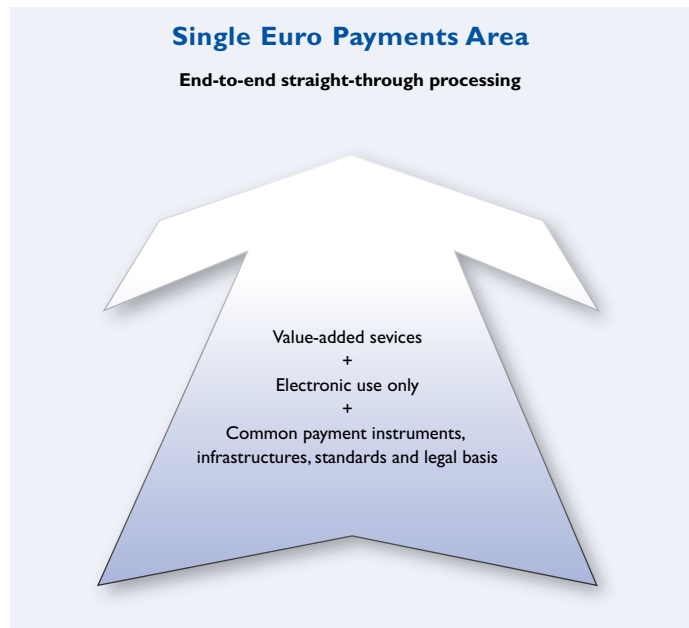 Single Euro Payments Area
End-to-end straight-through processing
Value-added sevices
+
Electronic use only
+
Common payment instruments,
infrastructures, standards and legal basis